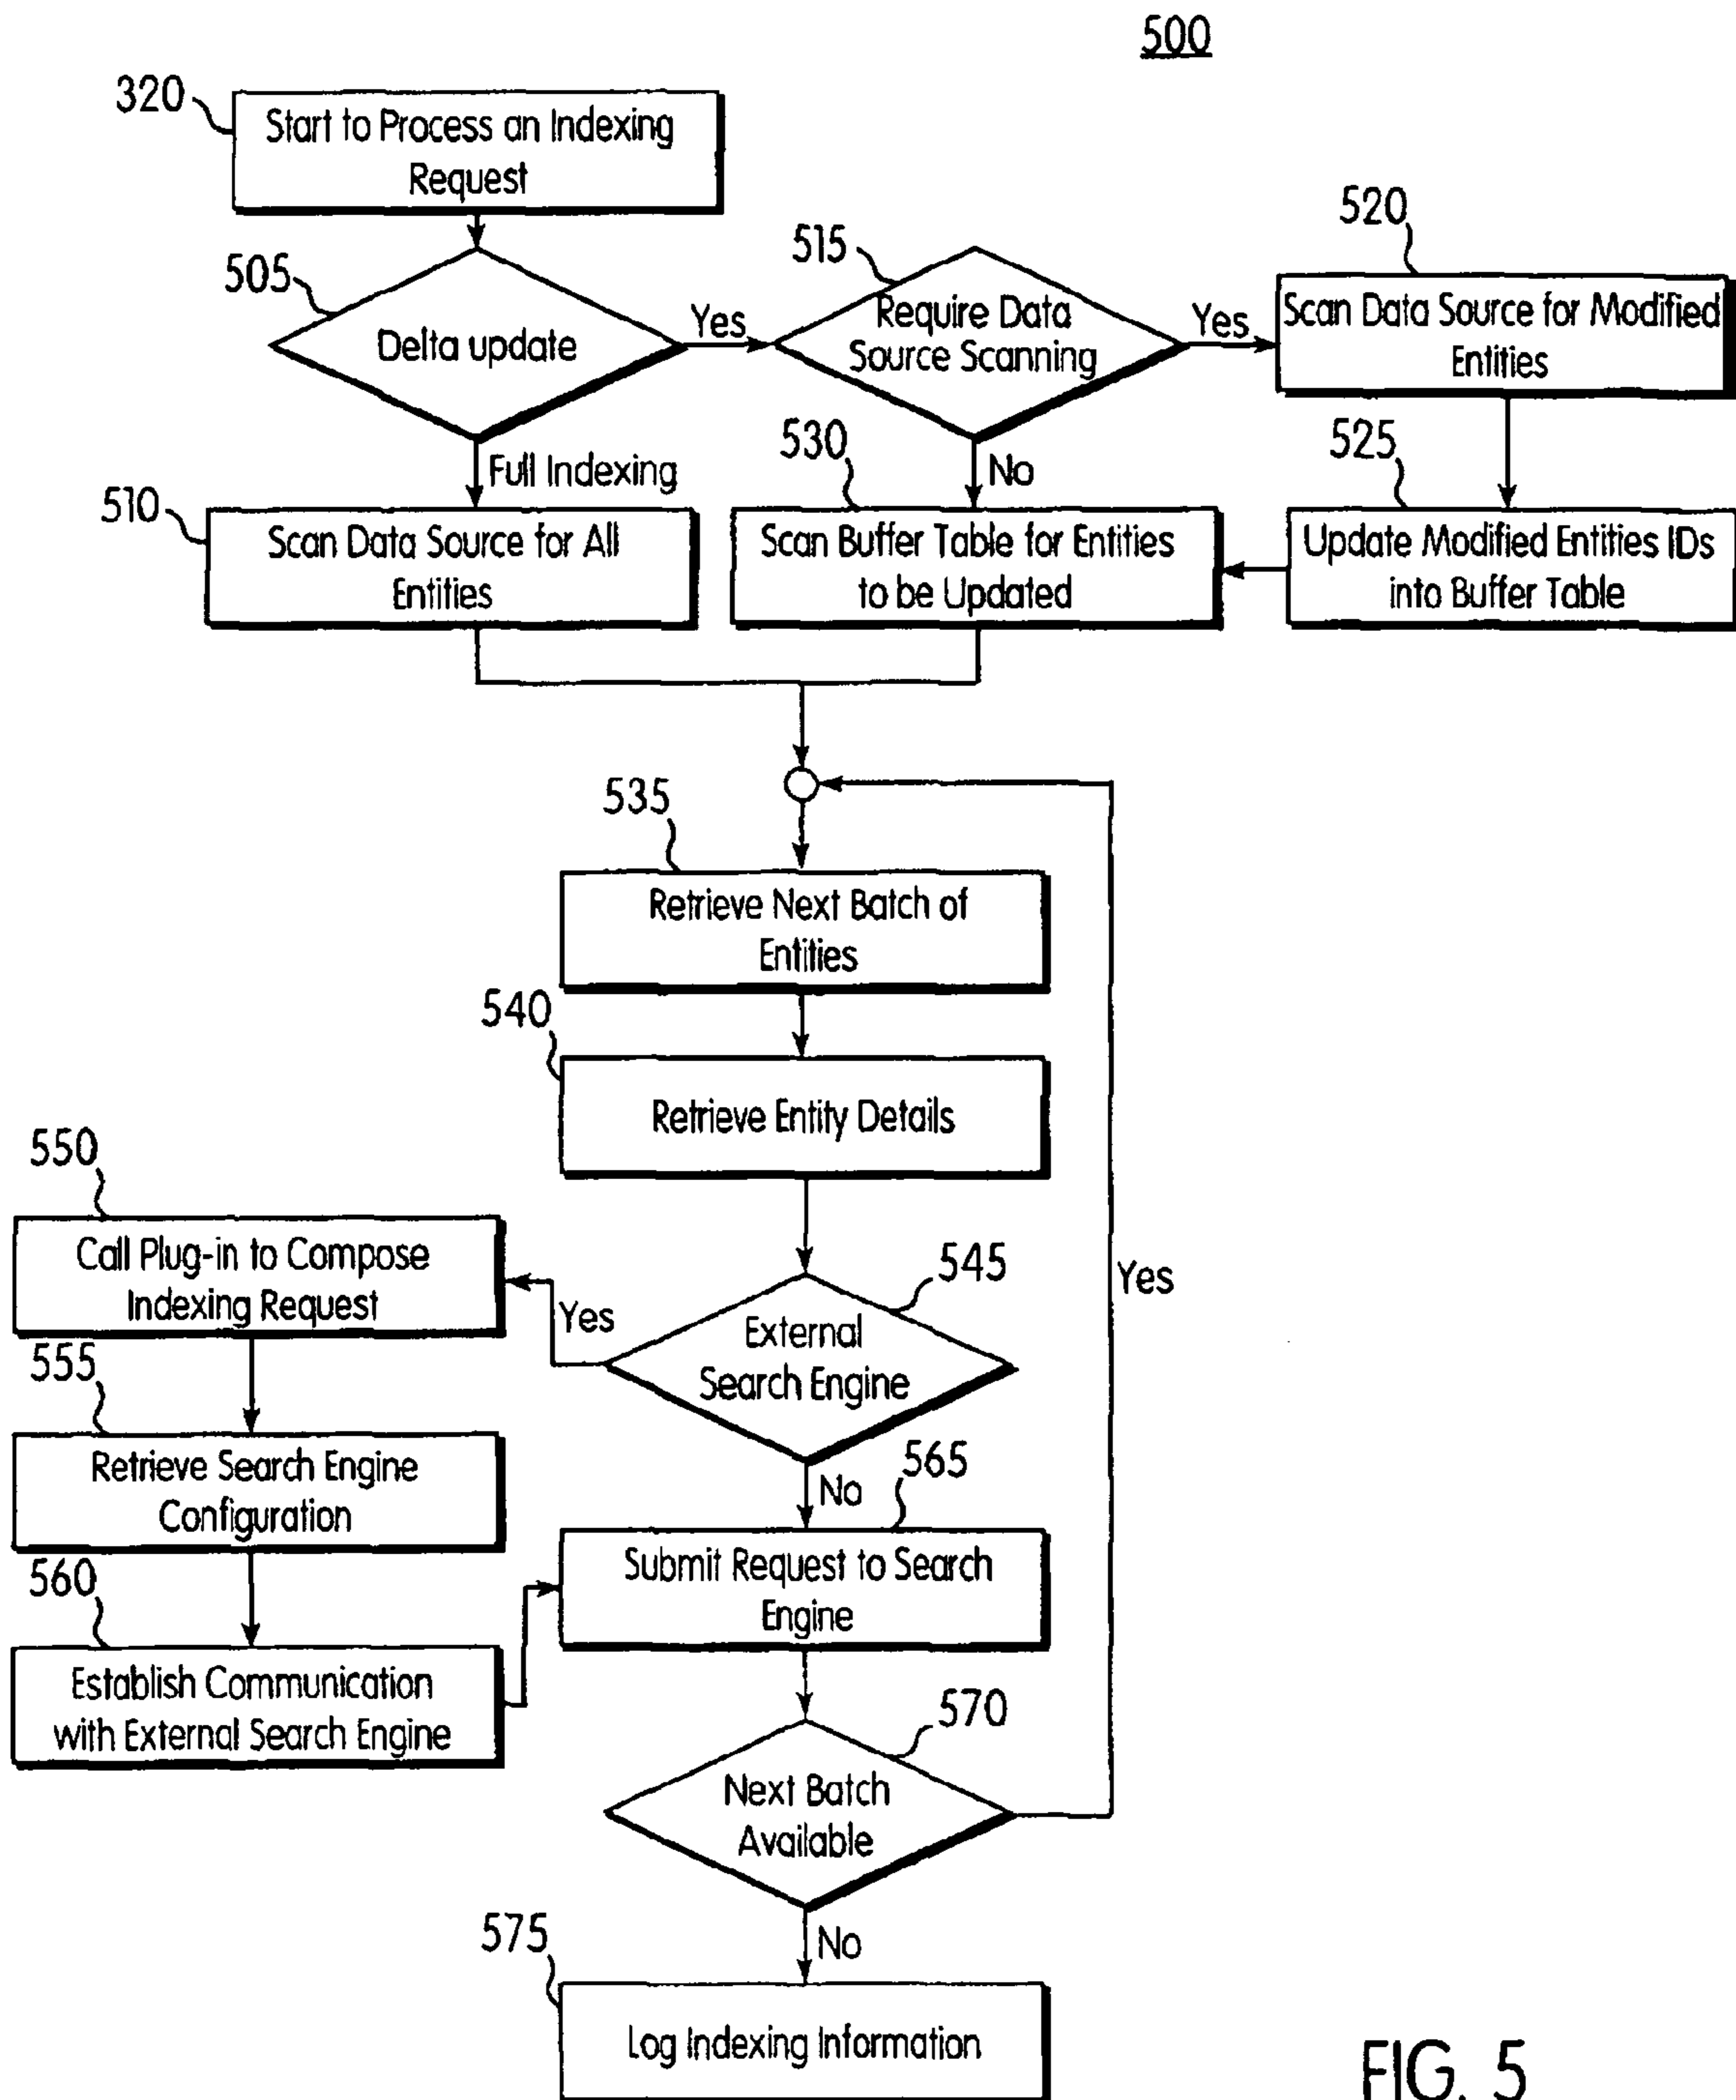 500
320
Start to Process an Indexing
Request
505
Delta update
Yes
515
Require Data
Source Scanning
Yes
520
Scan Data Source for Modified
Entities
Full Indexing
510
Scan Data Source for All
Entities
No
530
Scan Buffer Table for Entities
to be Updated
525
Update Modified Entities IDs
into Buffer Table
535
Retrieve Next Batch of
Entities
540
Retrieve Entity Details
545
External
Search Engine
Yes
550
Call Plug-in to Compose
Indexing Request
555
Retrieve Search Engine
Configuration
560
Establish Communication
with External Search Engine
No
565
Submit Request to Search
Engine
570
Next Batch
Available
Yes
No
575
Log Indexing Information
FIG. 5